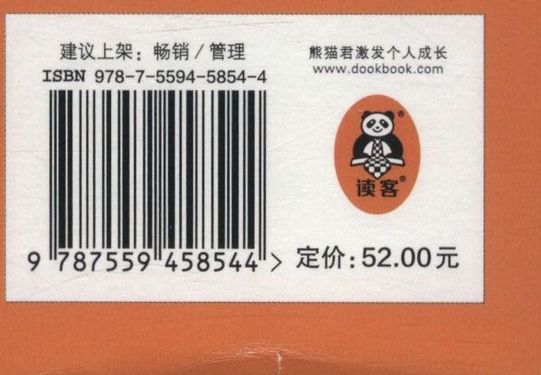 建议上架：畅销/管理
ISBN 978-7-5594-5854-4
9 787559 458544 >
熊猫君激发个人成长
www.dookbook.com
读客®
定价：52.00元